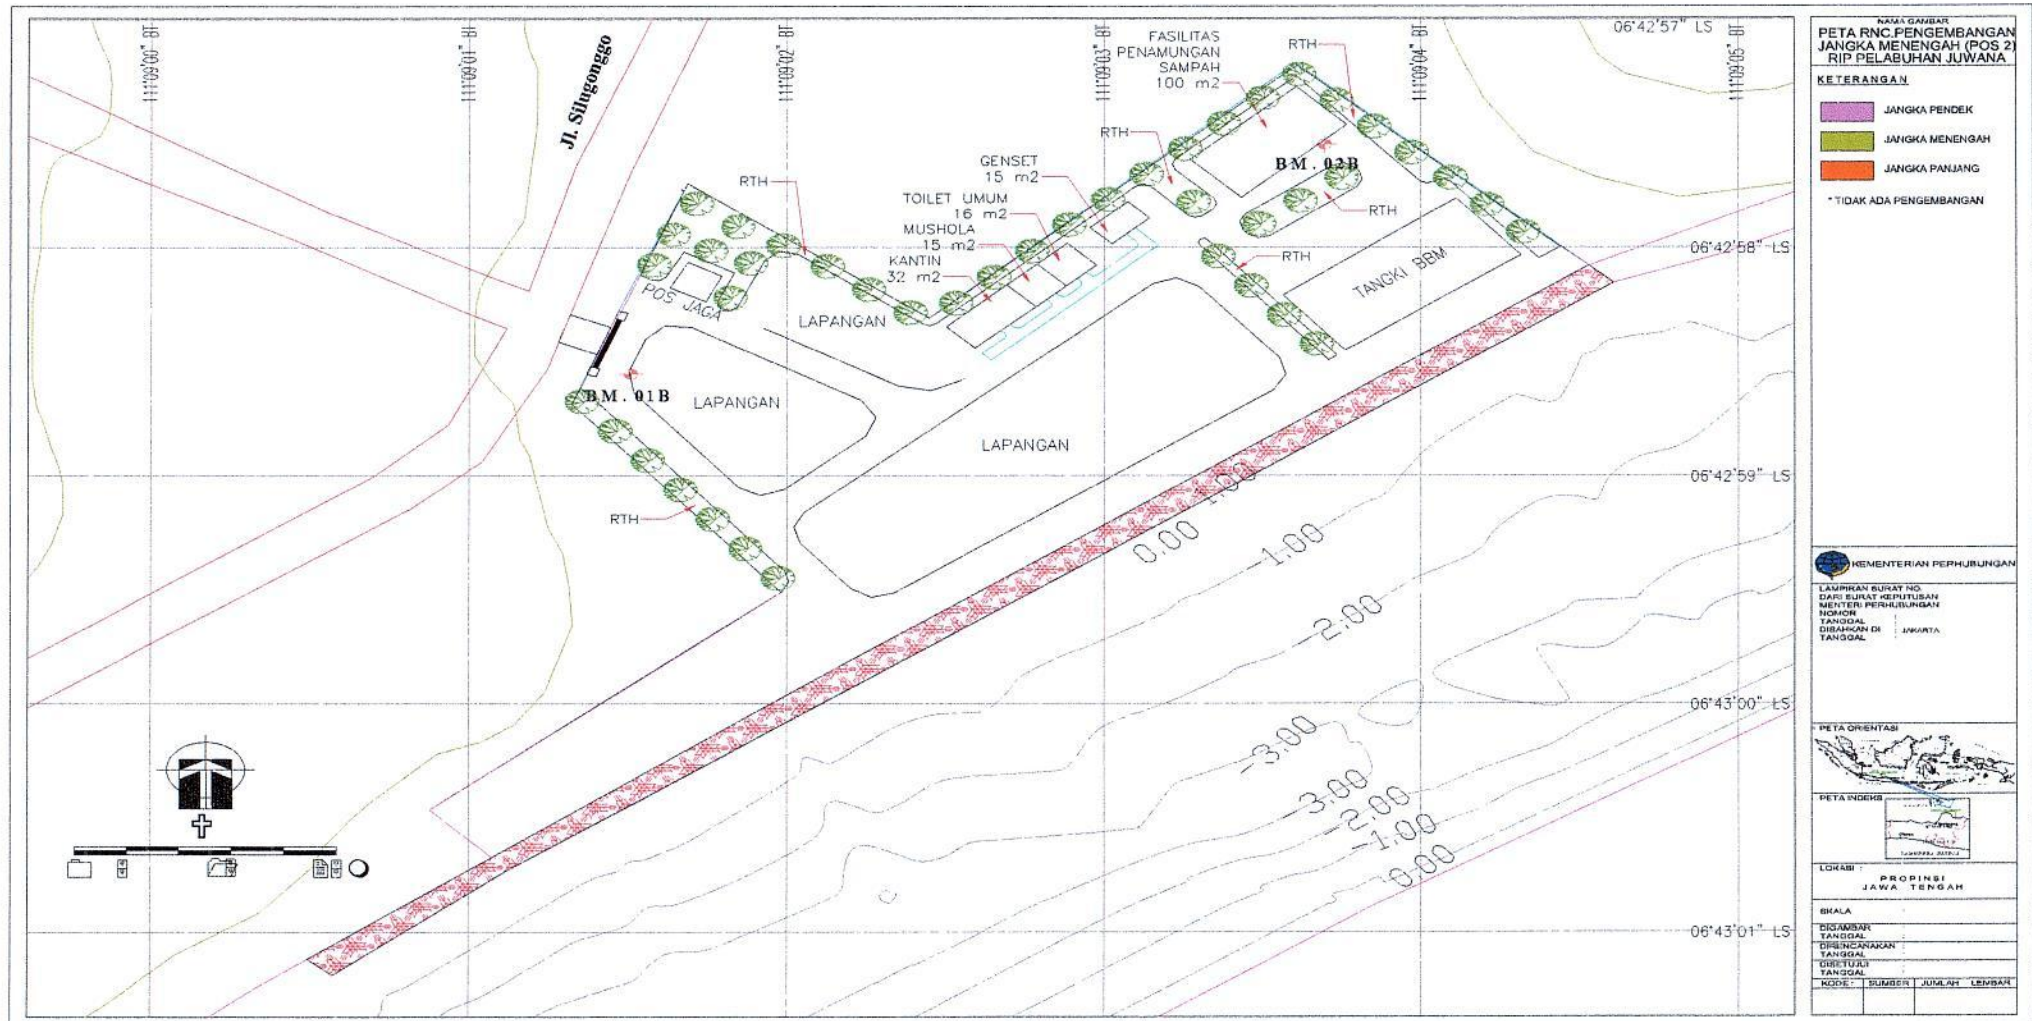 111°09'00" BT
111°09'01" BT
111°09'02" BT
111°09'03" BT
111°09'04" BT
111°09'05" BT
06°42'57" LS
06°42'58" LS
06°42'59" LS
06°43'00" LS
06°43'01" LS
Jl. Silugonggo
FASILITAS
PENAMUNGAN
SAMPAH
100 m2
RTH
RTH
GENSET
15 m2
RTH
TOILET UMUM
16 m2
MUSHOLA
15 m2
KANTIN
32 m2
BM. 02B
RTH
RTH
TANGKI BBM
POS JAGA
LAPANGAN
BM. 01B
LAPANGAN
LAPANGAN
RTH
1.00
0.00
-1.00
-2.00
-3.00
-3.00
-2.00
-1.00
0.00
NAMA GAMBAR
PETA RNC.PENGEMBANGAN
JANGKA MENENGAH (POS 2)
RIP PELABUHAN JUWANA
KETERANGAN
JANGKA PENDEK
JANGKA MENENGAH
JANGKA PANJANG
* TIDAK ADA PENGEMBANGAN
KEMENTERIAN PERHUBUNGAN
LAMPIRAN SURAT NO.
DARI SURAT KEPUTUSAN
MENTERI PERHUBUNGAN
NOMOR
TANGGAL
DISAHKAN DI : JAKARTA
TANGGAL
PETA ORIENTASI
PETA INDEKS
LOKASI :
PROPINSI
JAWA TENGAH
SKALA :
DIGAMBAR :
TANGGAL
DIRENCANAKAN :
TANGGAL
DISETUJUI :
TANGGAL
KODE : SUMBER JUMLAH LEMBAR